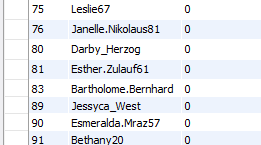 75 Leslie67 0
76 Janelle.Nikolaus81 0
80 Darby_Herzog 0
81 Esther.Zulauf61 0
83 Bartholome.Bernhard 0
89 Jessyca_West 0
90 Esmeralda.Mraz57 0
91 Bethany20 0